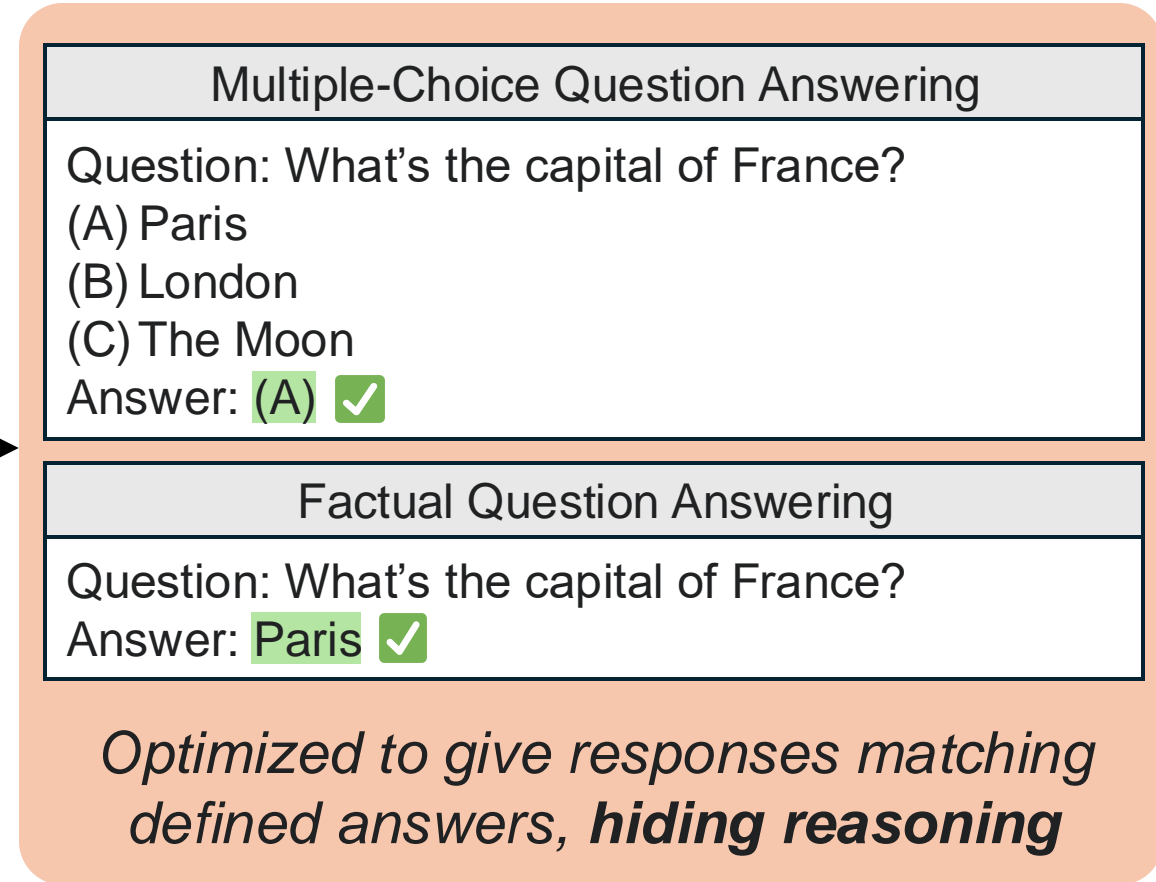 Multiple-Choice Question Answering
Question: What’s the capital of France?
(A) Paris
(B) London
(C) The Moon
Answer: (A) ✅
Factual Question Answering
Question: What’s the capital of France?
Answer: Paris ✅
Optimized to give responses matching
defined answers, hiding reasoning